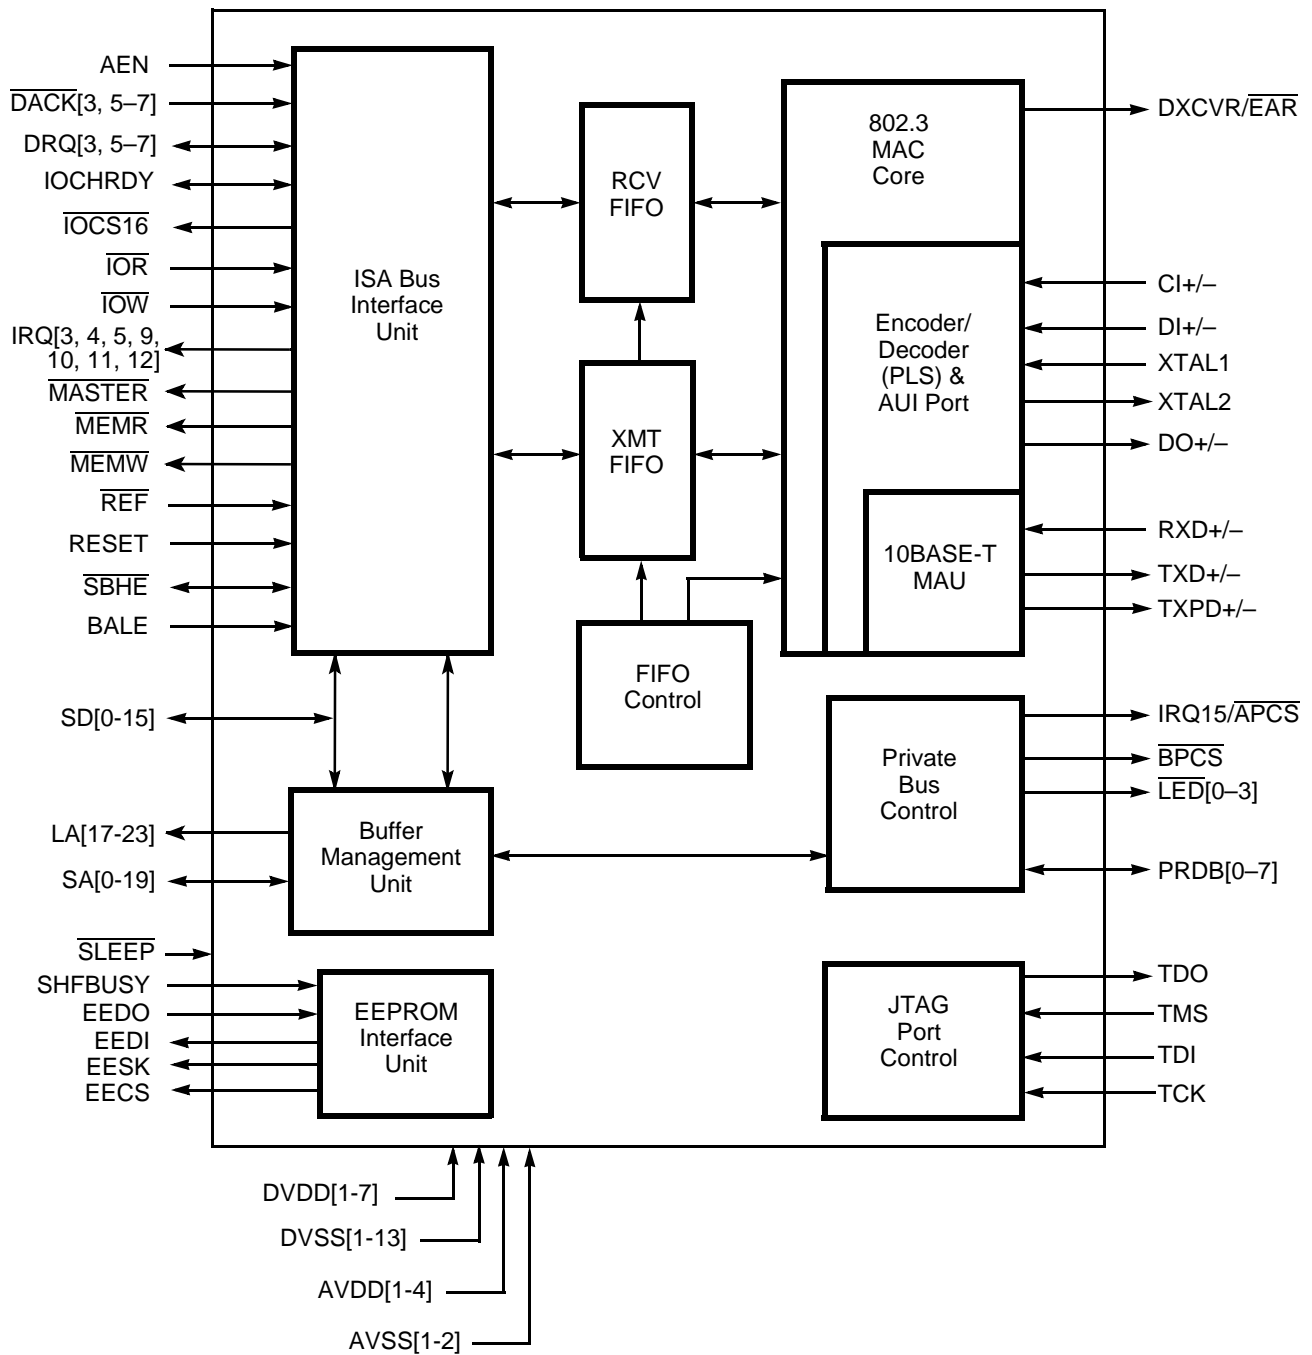 AEN
DACK[3, 5–7]
DRQ[3, 5–7]
IOCHRDY
IOCS16
IOR
IOW
IRQ[3, 4, 5, 9,
10, 11, 12]
MASTER
MEMR
MEMW
REF
RESET
SBHE
BALE
SD[0-15]
LA[17-23]
SA[0-19]
SLEEP
SHFBUSY
EEDO
EEDI
EESK
EECS
ISA Bus
Interface
Unit
Buffer
Management
Unit
EEPROM
Interface
Unit
RCV
FIFO
XMT
FIFO
FIFO
Control
802.3
MAC
Core
Encoder/
Decoder
(PLS) &
AUI Port
10BASE-T
MAU
Private
Bus
Control
JTAG
Port
Control
DXCVR/EAR
CI+/–
DI+/–
XTAL1
XTAL2
DO+/–
RXD+/–
TXD+/–
TXPD+/–
IRQ15/APCS
BPCS
LED[0–3]
PRDB[0–7]
TDO
TMS
TDI
TCK
DVDD[1-7]
DVSS[1-13]
AVDD[1-4]
AVSS[1-2]